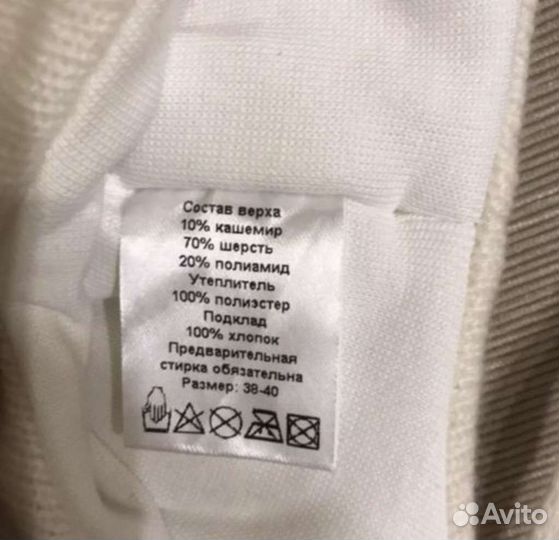 Состав верха
10% кашемир
70% шерсть
20% полиамид
Утеплитель
100% полиэстер
Подклад
100% хлопок
Предварительная
стирка обязательна
Размер: 38-40
Avito